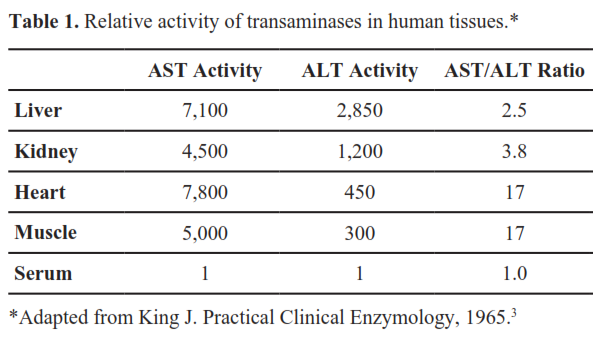 Table 1. Relative activity of transaminases in human tissues.*
AST Activity ALT Activity AST/ALT Ratio
Liver 7,100 2,850 2.5
Kidney 4,500 1,200 3.8
Heart 7,800 450 17
Muscle 5,000 300 17
Serum 1 1 1.0
*Adapted from King J. Practical Clinical Enzymology, 1965.³